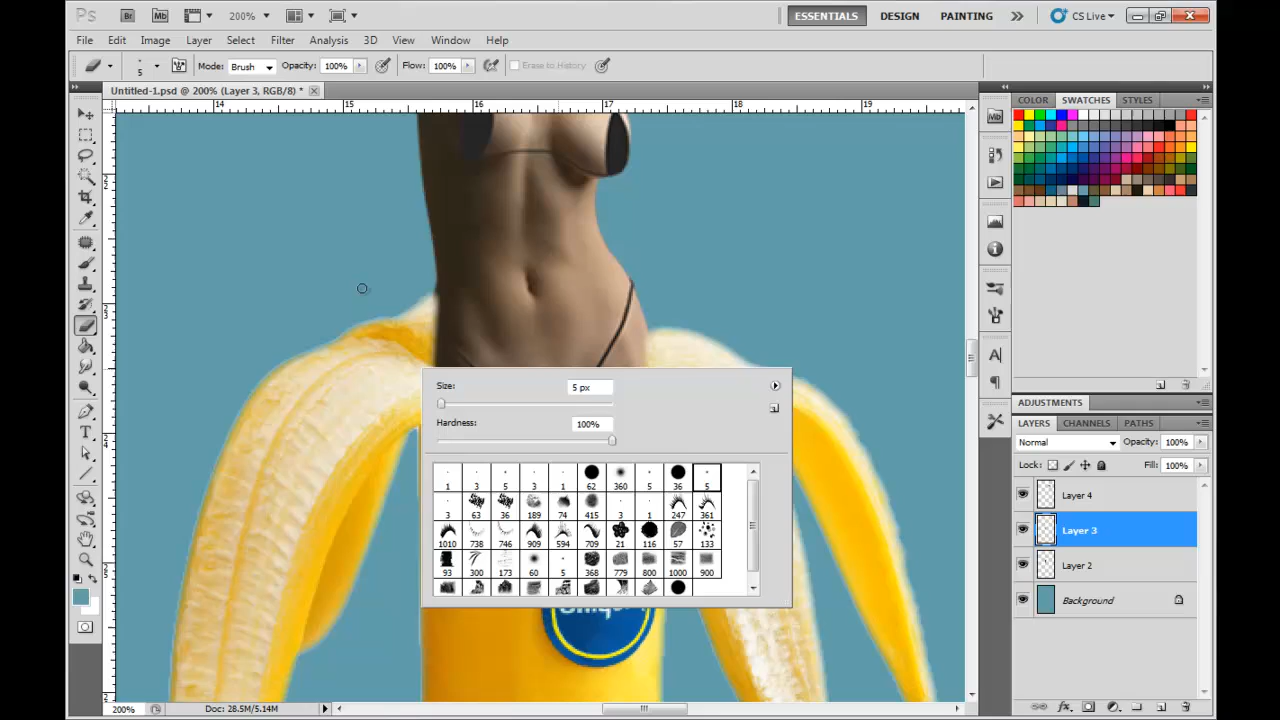 Ps Br Mb 200% ESSENTIALS DESIGN PAINTING CS Live
File Edit Image Layer Select Filter Analysis 3D View Window Help
5 Mode: Brush Opacity: 100% Flow: 100% Erase to History
Untitled-1.psd @ 200% (Layer 3, RGB/8) *
14 15 16 17 18 19
COLOR SWATCHES STYLES
Mb
Size: 5 px
Hardness: 100%
1 3 5 3 1 62 360 5 36 5
3 63 36 189 74 415 3 1 247 361
1010 738 746 909 594 709 21 116 57 133
93 300 173 60 5 368 779 800 1000 900
ADJUSTMENTS
LAYERS CHANNELS PATHS
Normal Opacity: 100%
Lock: Fill: 100%
Layer 4
Layer 3
Layer 2
Background
200% Doc: 28.5M/5.14M